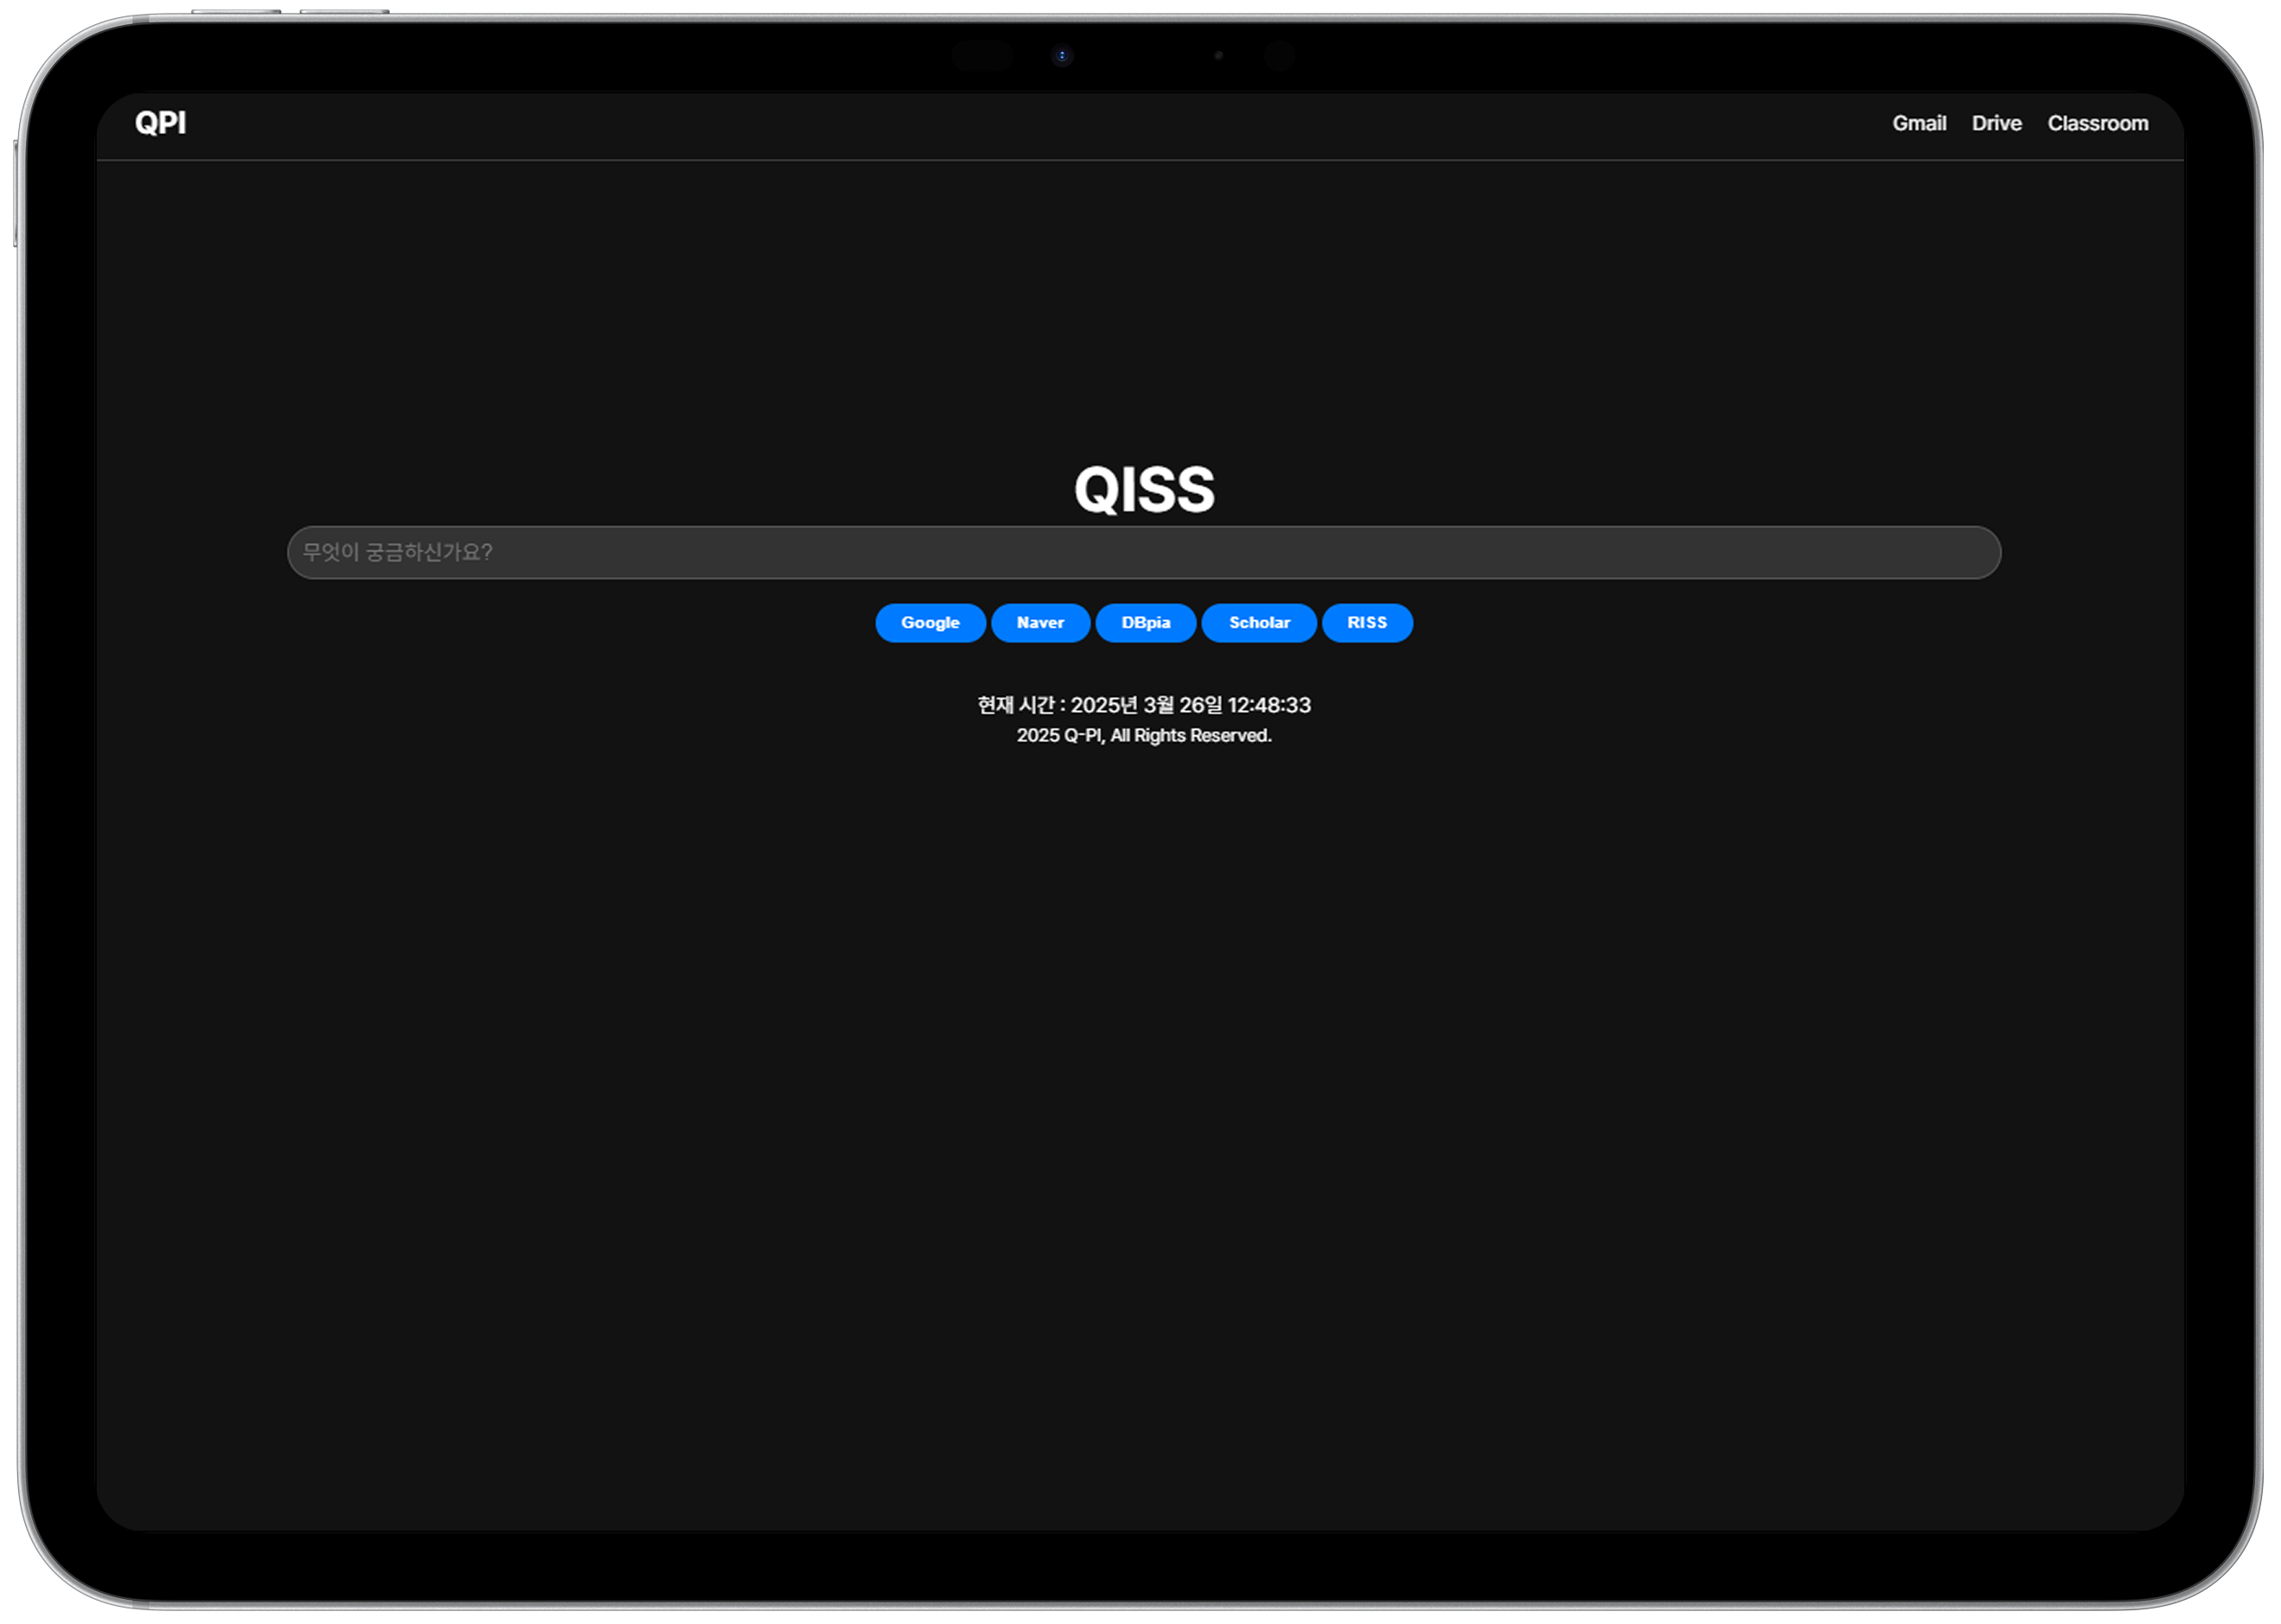 QPI
Gmail Drive Classroom
QISS
무엇이 궁금하신가요?
Google Naver DBpia Scholar RISS
현재 시간 : 2025년 3월 26일 12:48:33
2025 Q-PI, All Rights Reserved.